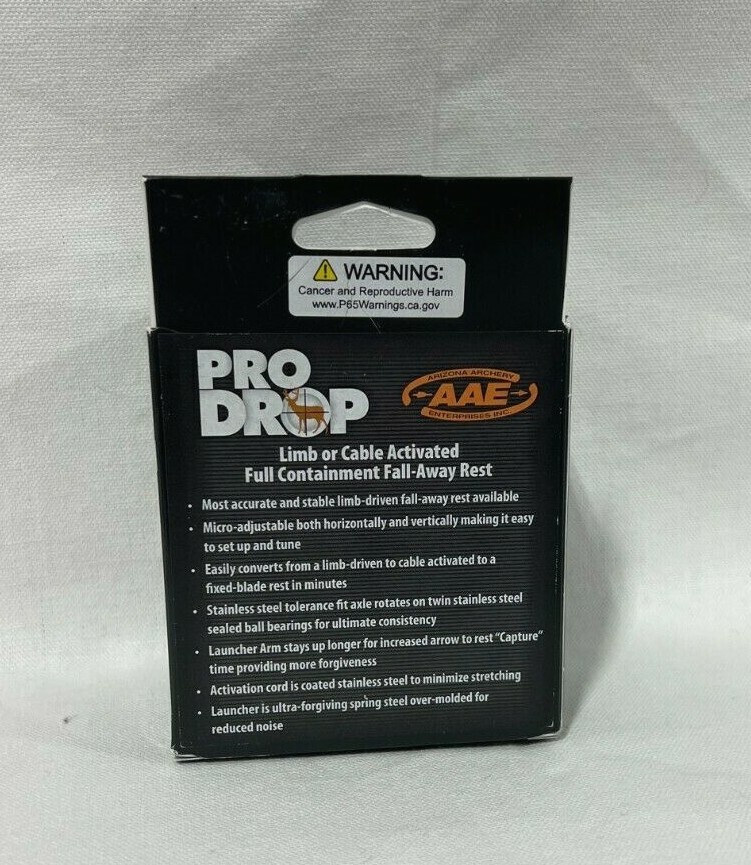 WARNING:
Cancer and Reproductive Harm
www.P65Warnings.ca.gov
PRO
DROP
ARIZONA ARCHERY
AAE
ENTERPRISES INC.
Limb or Cable Activated
Full Containment Fall-Away Rest
• Most accurate and stable limb-driven fall-away rest available
• Micro-adjustable both horizontally and vertically making it easy
to set up and tune
• Easily converts from a limb-driven to cable activated to a
fixed-blade rest in minutes
• Stainless steel tolerance fit axle rotates on twin stainless steel
sealed ball bearings for ultimate consistency
• Launcher Arm stays up longer for increased arrow to rest “Capture”
time providing more forgiveness
• Activation cord is coated stainless steel to minimize stretching
• Launcher is ultra-forgiving spring steel over-molded for
reduced noise